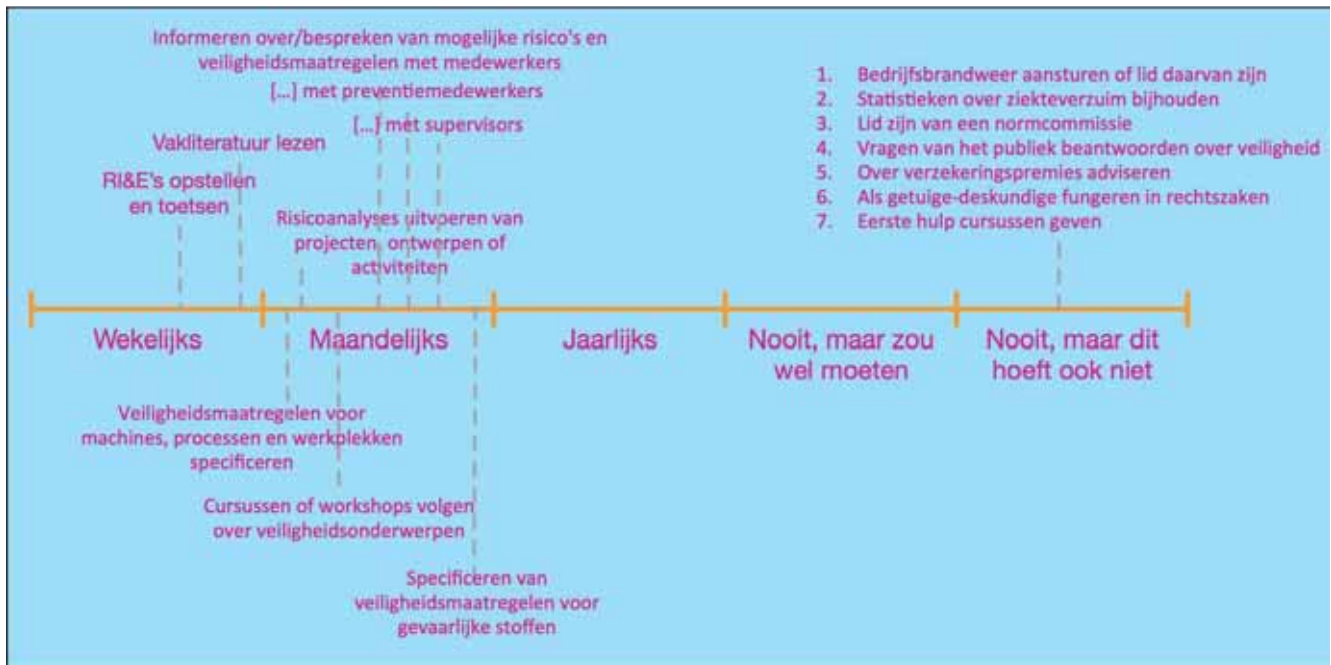 Informeren over/bespreken van mogelijke risico's en
veiligheidsmaatregelen met medewerkers
[...] met preventiemedewerkers
[...] met supervisors
Vakliteratuur lezen
RI&E's opstellen
en toetsen
Risicoanalyses uitvoeren van
projecten, ontwerpen of
activiteiten
1. Bedrijfsbrandweer aansturen of lid daarvan zijn
2. Statistieken over ziekteverzuim bijhouden
3. Lid zijn van een normcommissie
4. Vragen van het publiek beantwoorden over veiligheid
5. Over verzekeringspremies adviseren
6. Als getuige-deskundige fungeren in rechtszaken
7. Eerste hulp cursussen geven
Wekelijks
Maandelijks
Jaarlijks
Nooit, maar zou
wel moeten
Nooit, maar dit
hoeft ook niet
Veiligheidsmaatregelen voor
machines, processen en werkplekken
specificeren
Cursussen of workshops volgen
over veiligheidsonderwerpen
Specificeren van
veiligheidsmaatregelen voor
gevaarlijke stoffen